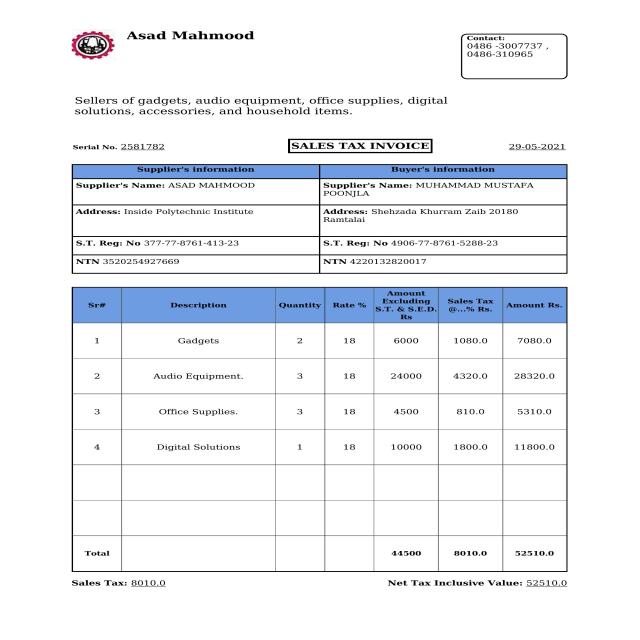 Asad Mahmood
Contact:
0486 -3007737 ,
0486-310965
Sellers of gadgets, audio equipment, office supplies, digital
solutions, accessories, and household items.
Serial No. 2581782 SALES TAX INVOICE 29-05-2021
Supplier's information Buyer's information
Supplier's Name: ASAD MAHMOOD
Supplier's Name: MUHAMMAD MUSTAFA
POONJLA
Address: Inside Polytechnic Institute
Address: Shehzada Khurram Zaib 20180
Ramtalai
S.T. Reg: No 377-77-8761-413-23 S.T. Reg: No 4906-77-8761-5288-23
NTN 3520254927669 NTN 4220132820017
Sr# Description Quantity Rate % Amount Excluding S.T. & S.E.D. Rs Sales Tax @...% Rs. Amount Rs.
1 Gadgets 2 18 6000 1080.0 7080.0
2 Audio Equipment. 3 18 24000 4320.0 28320.0
3 Office Supplies. 3 18 4500 810.0 5310.0
4 Digital Solutions 1 18 10000 1800.0 11800.0
Total 44500 8010.0 52510.0
Sales Tax: 8010.0 Net Tax Inclusive Value: 52510.0